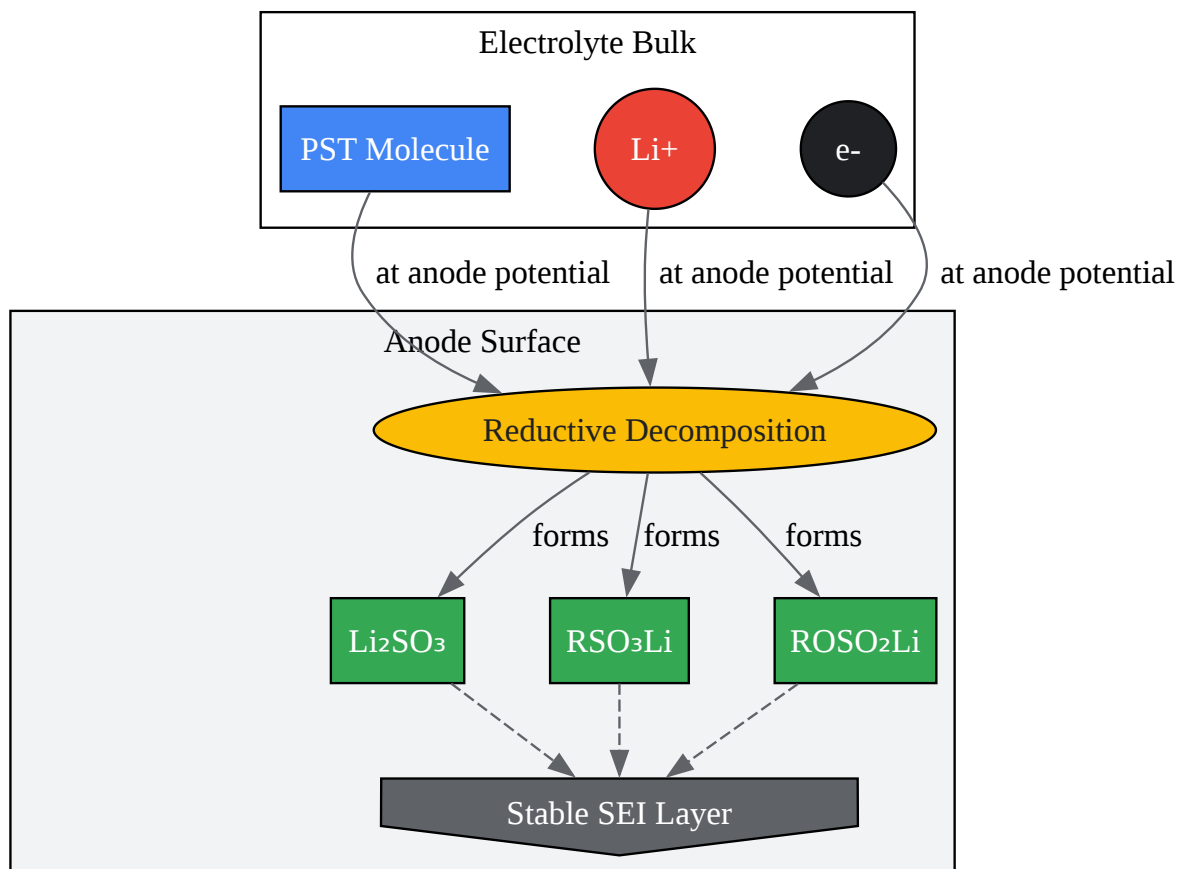 Electrolyte Bulk
PST Molecule
Li+
e-
at anode potential
at anode potential
at anode potential
Anode Surface
Reductive Decomposition
forms
forms
forms
Li₂SO₃
RSO₃Li
ROSO₂Li
Stable SEI Layer